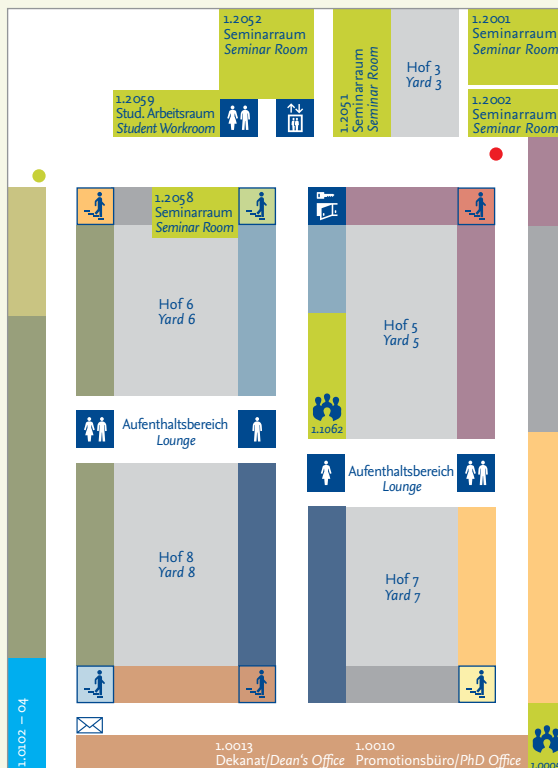 1.2052
Seminarraum
Seminar Room
1.2051
Seminarraum
Seminar Room
Hof 3
Yard 3
1.2001
Seminarraum
Seminar Room
1.2059
Stud. Arbeitsraum
Student Workroom
1.2002
Seminarraum
Seminar Room
1.2058
Seminarraum
Seminar Room
Hof 6
Yard 6
Hof 5
Yard 5
1.1062
Aufenthaltsbereich
Lounge
Aufenthaltsbereich
Lounge
Hof 8
Yard 8
Hof 7
Yard 7
1.0102 – 04
1.0013
Dekanat/Dean's Office
1.0010
Promotionsbüro/PhD Office